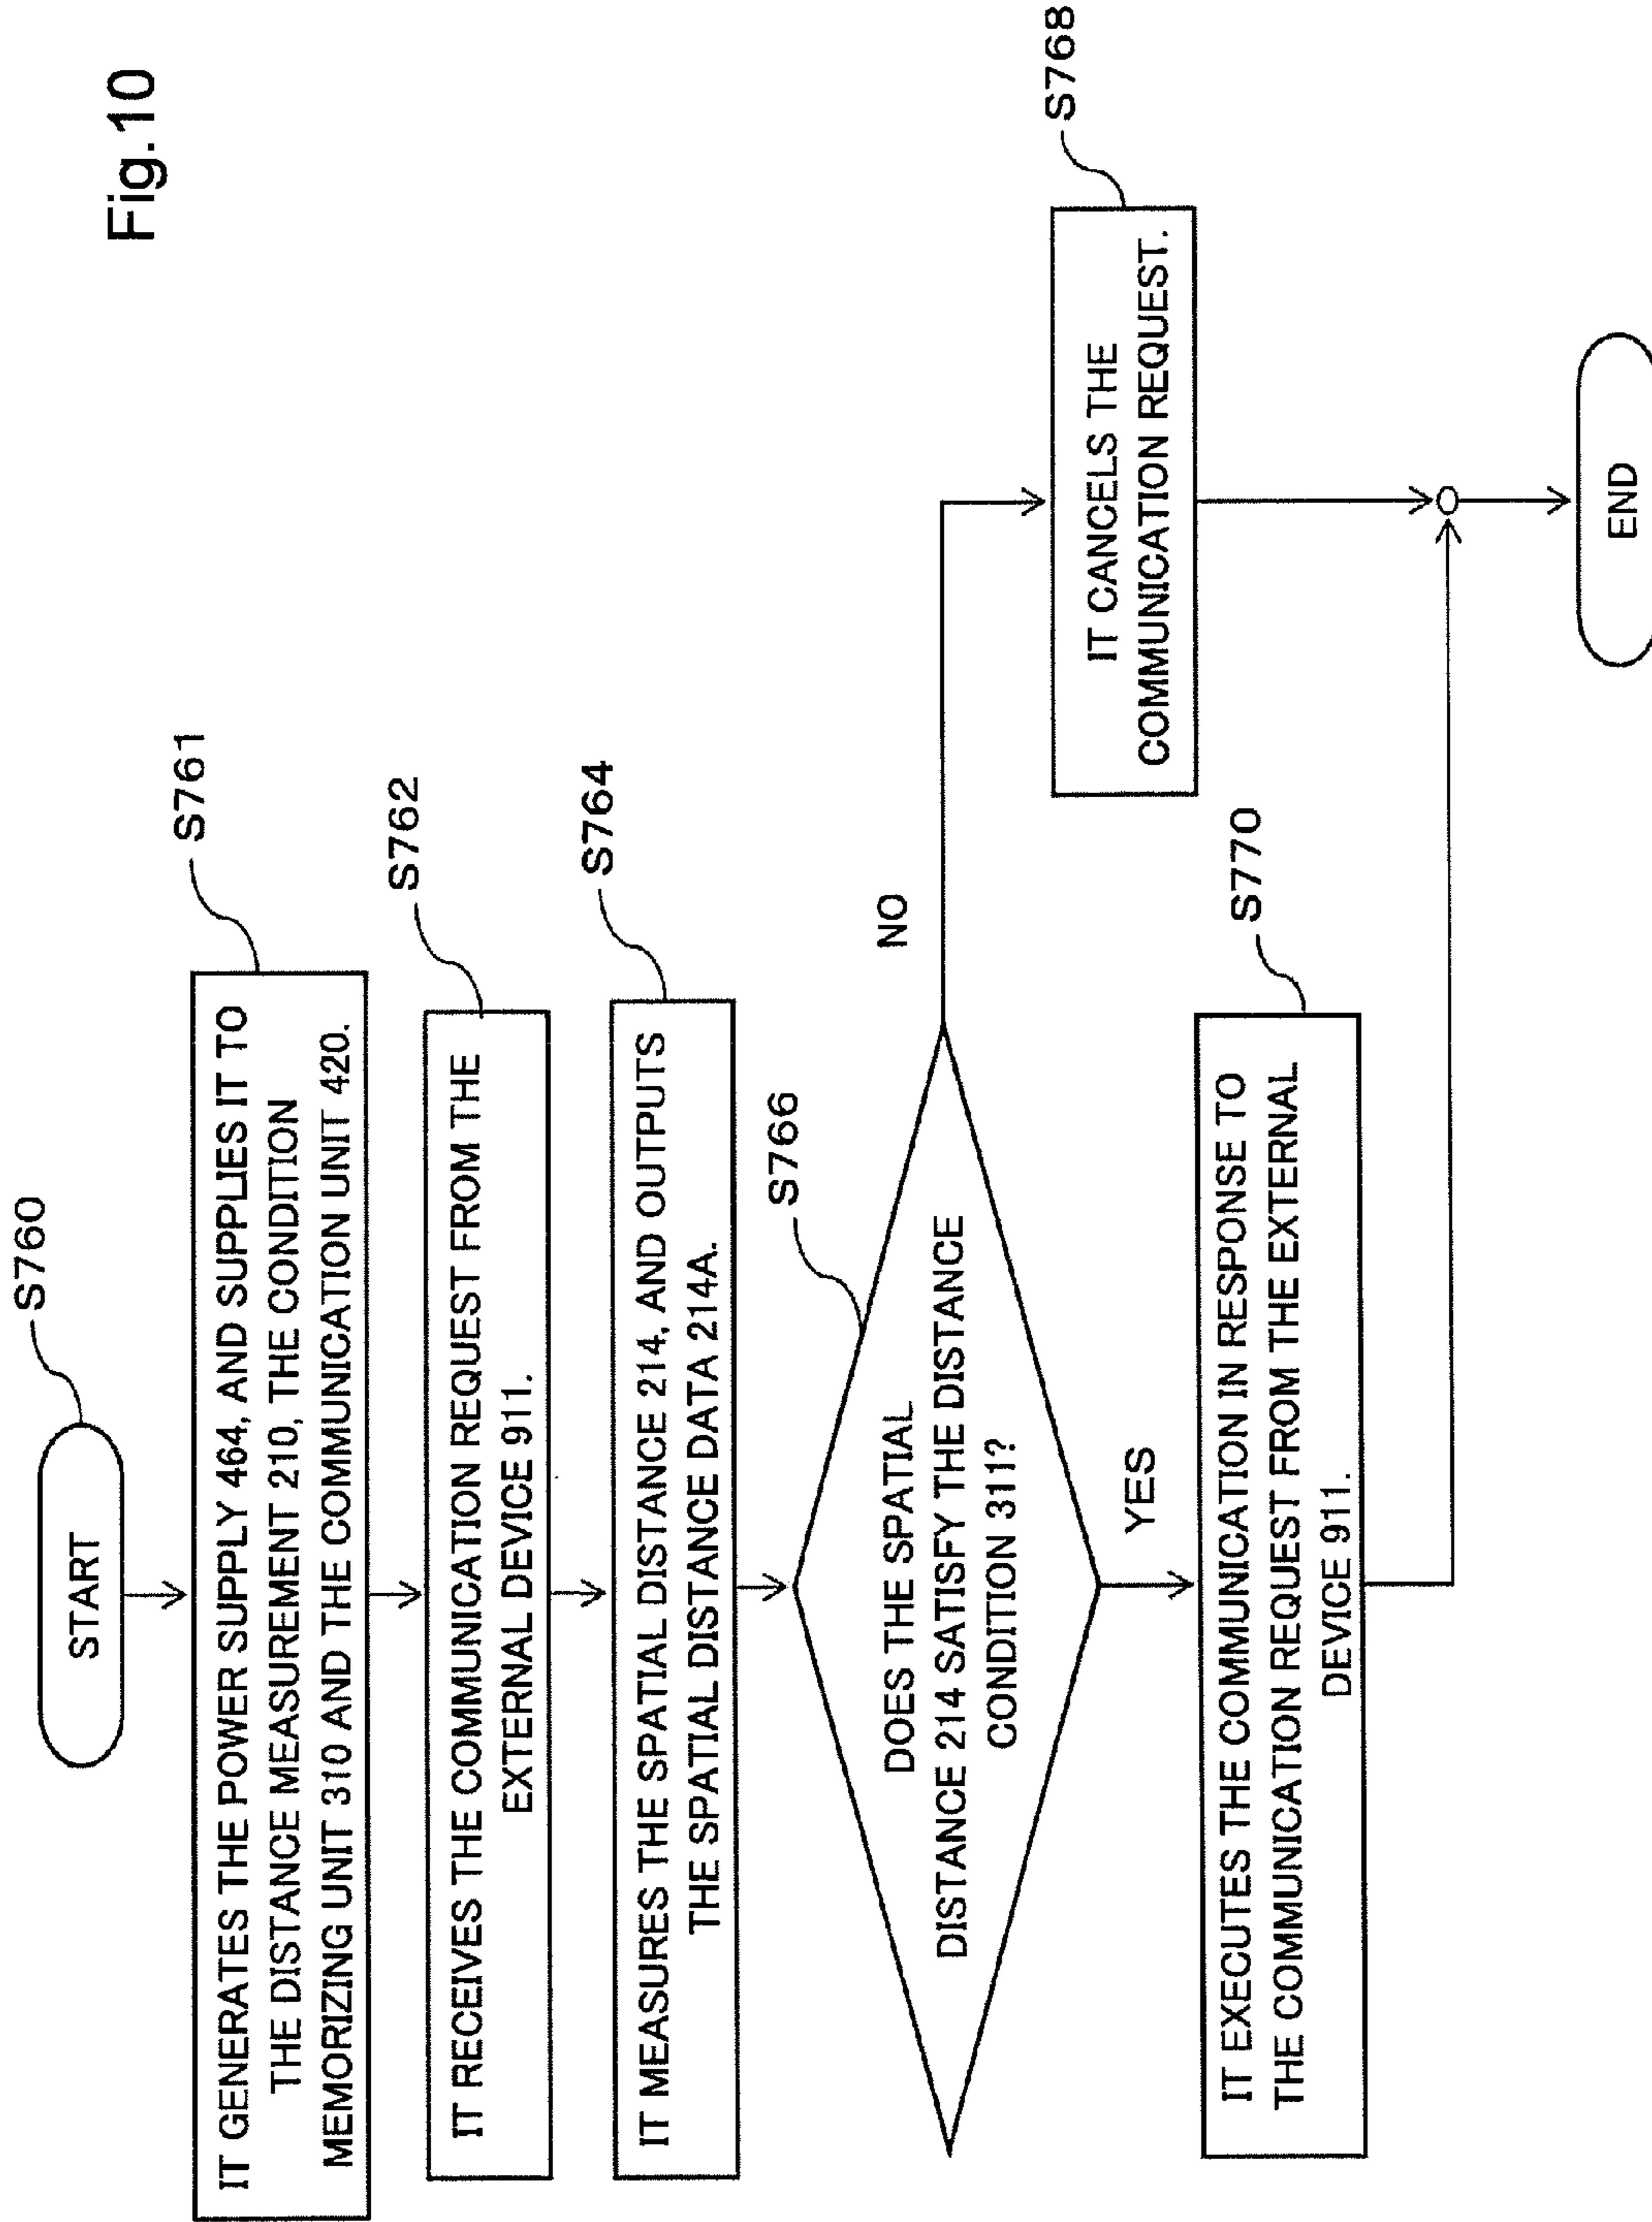 Fig.10
S760
START
S761
IT GENERATES THE POWER SUPPLY 464, AND SUPPLIES IT TO
THE DISTANCE MEASUREMENT 210, THE CONDITION
MEMORIZING UNIT 310 AND THE COMMUNICATION UNIT 420.
S762
IT RECEIVES THE COMMUNICATION REQUEST FROM THE
EXTERNAL DEVICE 911.
S764
IT MEASURES THE SPATIAL DISTANCE 214, AND OUTPUTS
THE SPATIAL DISTANCE DATA 214A.
S766
DOES THE SPATIAL
DISTANCE 214 SATISFY THE DISTANCE
CONDITION 311?
NO
YES
S768
IT CANCELS THE
COMMUNICATION REQUEST.
S770
IT EXECUTES THE COMMUNICATION IN RESPONSE TO
THE COMMUNICATION REQUEST FROM THE EXTERNAL
DEVICE 911.
END